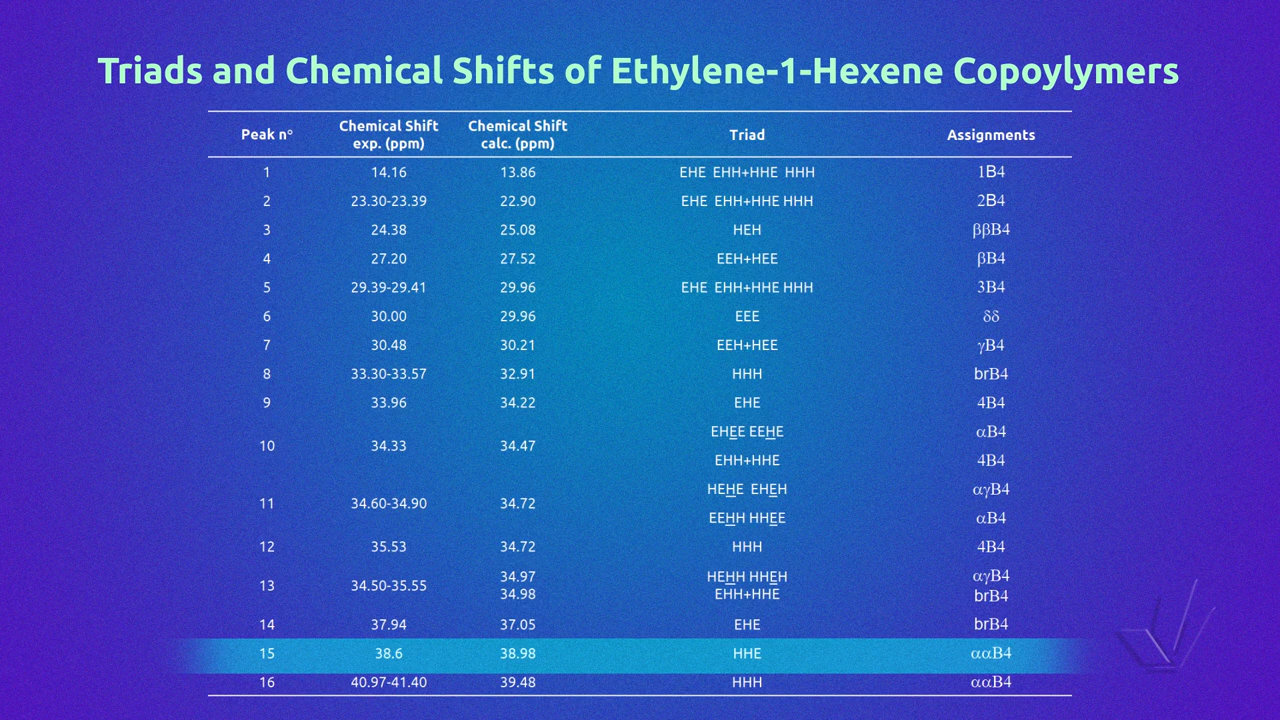 Triads and Chemical Shifts of Ethylene-1-Hexene Copoylymers
Peak n° Chemical Shift exp. (ppm) Chemical Shift calc. (ppm) Triad Assignments
1 14.16 13.86 EHE EHH+HHE HHH 1B4
2 23.30-23.39 22.90 EHE EHH+HHE HHH 2B4
3 24.38 25.08 HEH ββB4
4 27.20 27.52 EEH+HEE βB4
5 29.39-29.41 29.96 EHE EHH+HHE HHH 3B4
6 30.00 29.96 EEE δδ
7 30.48 30.21 EEH+HEE γB4
8 33.30-33.57 32.91 HHH brB4
9 33.96 34.22 EHE 4B4
10 34.33 34.47 EHEE EEHE αB4
EHH+HHE 4B4
11 34.60-34.90 34.72 HEHE EHEH αγB4
EEHH HHEE αB4
12 35.53 34.72 HHH 4B4
13 34.50-35.55 34.97 HEHH HHEH αγB4
34.98 EHH+HHE brB4
14 37.94 37.05 EHE brB4
15 38.6 38.98 HHE ααB4
16 40.97-41.40 39.48 HHH ααB4